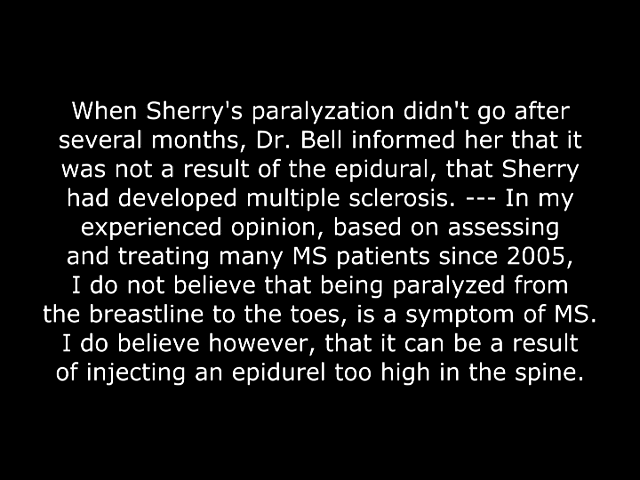 When Sherry's paralyzation didn't go after
several months, Dr. Bell informed her that it
was not a result of the epidural, that Sherry
had developed multiple sclerosis. --- In my
experienced opinion, based on assessing
and treating many MS patients since 2005,
I do not believe that being paralyzed from
the breastline to the toes, is a symptom of MS.
I do believe however, that it can be a result
of injecting an epidurel too high in the spine.